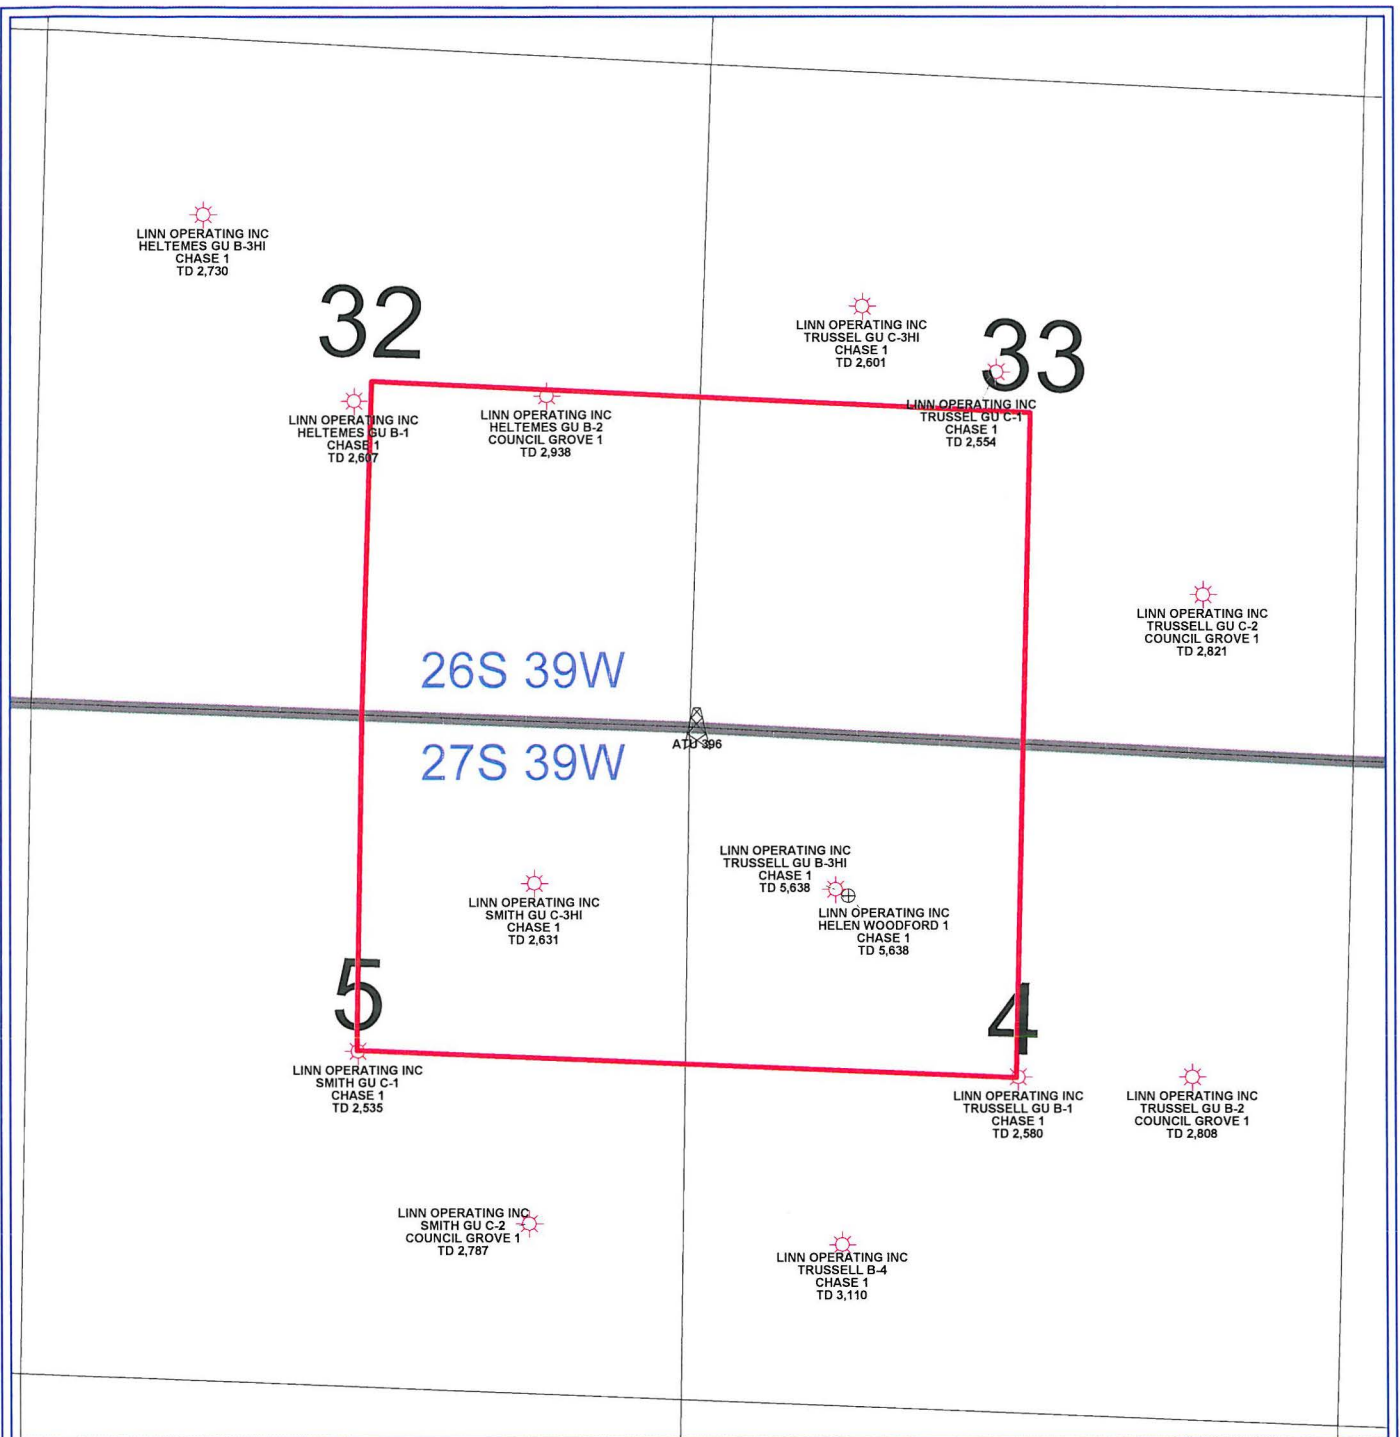 LINN OPERATING INC
HELTEMES GU B-3HI
CHASE 1
TD 2,730
32
LINN OPERATING INC
TRUSSEL GU C-3HI
CHASE 1
TD 2,601
33
LINN OPERATING INC
HELTEMES GU B-1
CHASE 1
TD 2,607
LINN OPERATING INC
HELTEMES GU B-2
COUNCIL GROVE 1
TD 2,938
LINN OPERATING INC
TRUSSEL GU C-1
CHASE 1
TD 2,554
LINN OPERATING INC
TRUSSELL GU C-2
COUNCIL GROVE 1
TD 2,821
26S 39W
ATU 396
27S 39W
LINN OPERATING INC
TRUSSELL GU B-3HI
CHASE 1
TD 5,638
LINN OPERATING INC
SMITH GU C-3HI
CHASE 1
TD 2,631
LINN OPERATING INC
HELEN WOODFORD 1
CHASE 1
TD 5,638
5
4
LINN OPERATING INC
SMITH GU C-1
CHASE 1
TD 2,535
LINN OPERATING INC
TRUSSELL GU B-1
CHASE 1
TD 2,580
LINN OPERATING INC
TRUSSEL GU B-2
COUNCIL GROVE 1
TD 2,808
LINN OPERATING INC
SMITH GU C-2
COUNCIL GROVE 1
TD 2,787
LINN OPERATING INC
TRUSSELL B-4
CHASE 1
TD 3,110